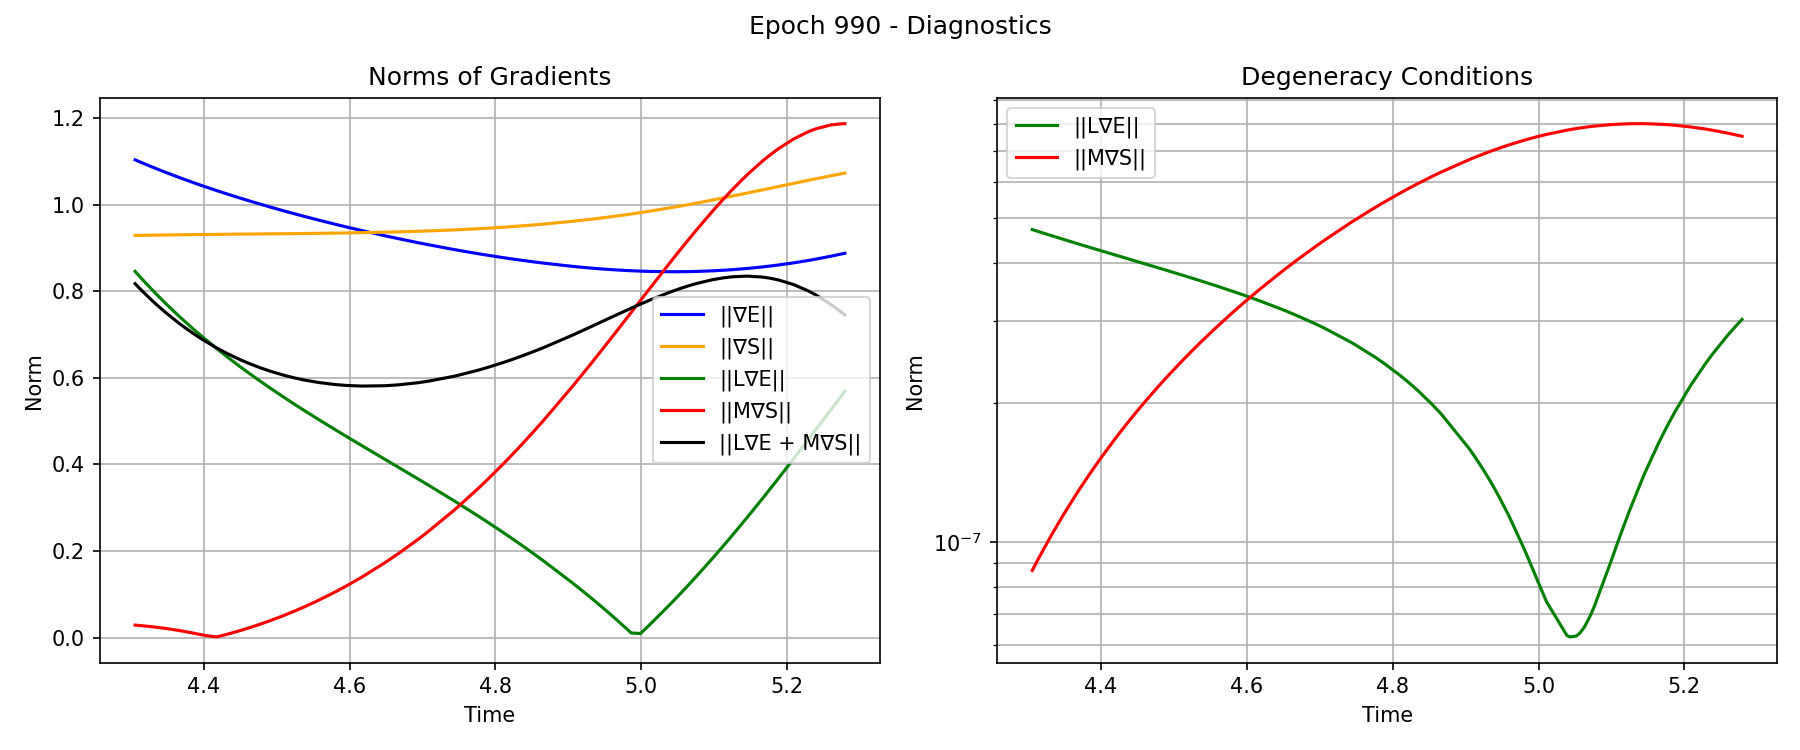 Epoch 990 - Diagnostics
Norms of Gradients
Norm
1.2
1.0
0.8
0.6
0.4
0.2
0.0
||∇E||
||∇S||
||L∇E||
||M∇S||
||L∇E + M∇S||
4.4
4.6
4.8
5.0
5.2
Time
Degeneracy Conditions
Norm
10⁻⁷
||L∇E||
||M∇S||
4.4
4.6
4.8
5.0
5.2
Time